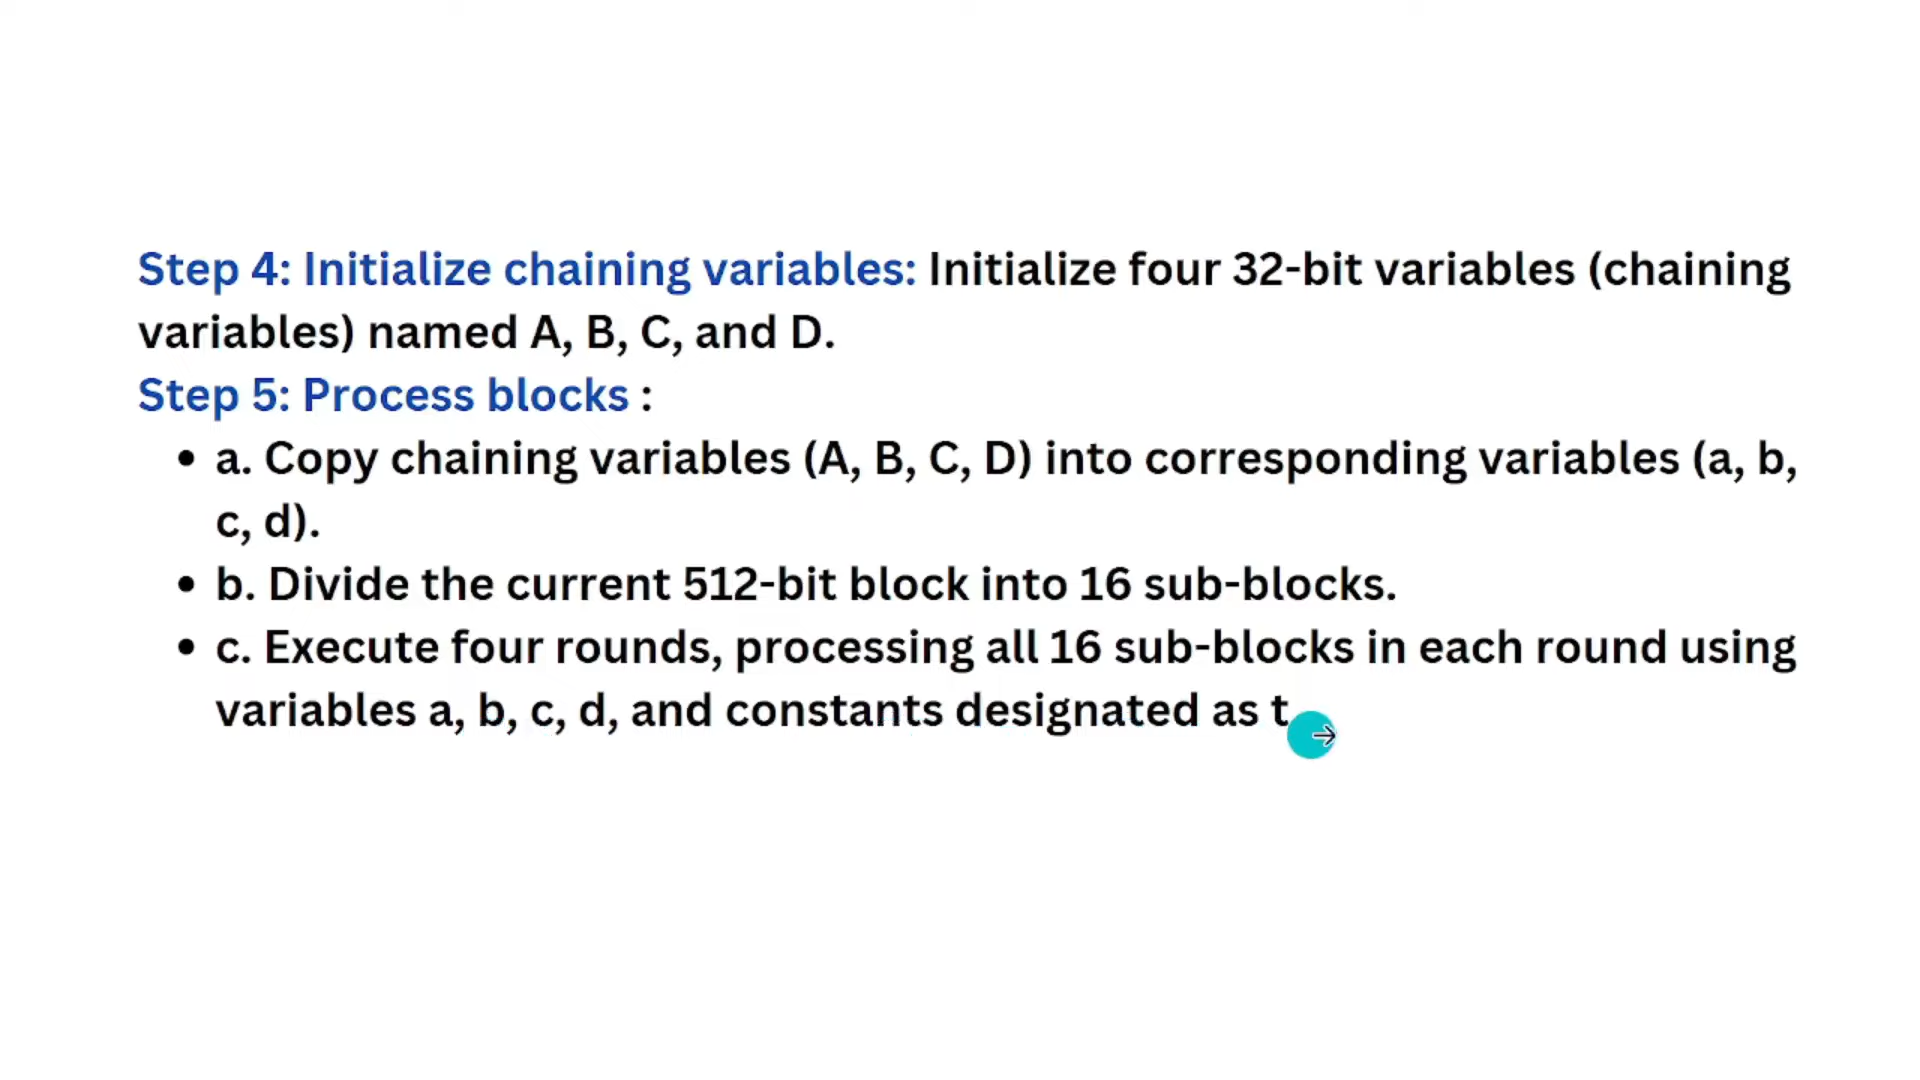 Step 4: Initialize chaining variables: Initialize four 32-bit variables (chaining
variables) named A, B, C, and D.
Step 5: Process blocks :
• a. Copy chaining variables (A, B, C, D) into corresponding variables (a, b,
c, d).
• b. Divide the current 512-bit block into 16 sub-blocks.
• c. Execute four rounds, processing all 16 sub-blocks in each round using
variables a, b, c, d, and constants designated as t